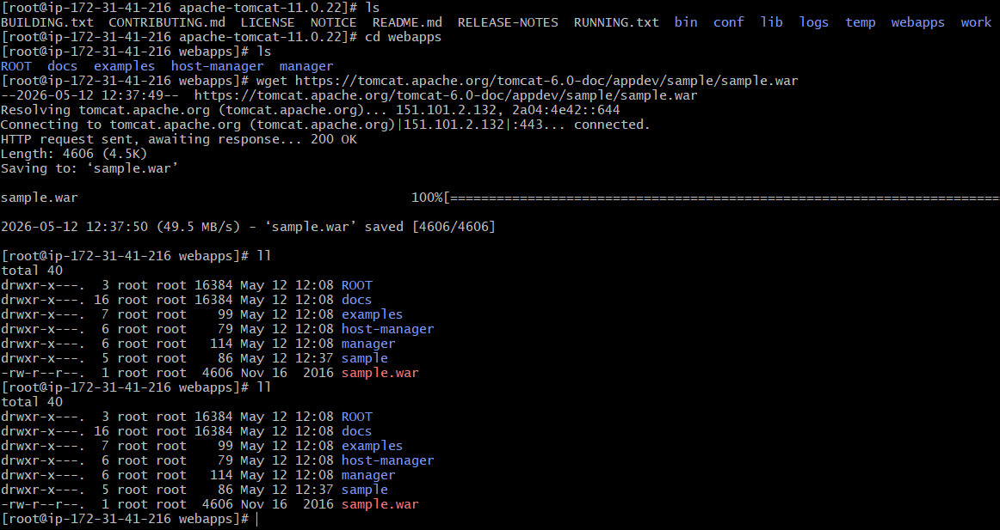 [root@ip-172-31-41-216 apache-tomcat-11.0.22]# ls
BUILDING.txt  CONTRIBUTING.md  LICENSE  NOTICE  README.md  RELEASE-NOTES  RUNNING.txt  bin  conf  lib  logs  temp  webapps  work
[root@ip-172-31-41-216 apache-tomcat-11.0.22]# cd webapps
[root@ip-172-31-41-216 webapps]# ls
ROOT  docs  examples  host-manager  manager
[root@ip-172-31-41-216 webapps]# wget https://tomcat.apache.org/tomcat-6.0-doc/appdev/sample/sample.war
--2026-05-12 12:37:49--  https://tomcat.apache.org/tomcat-6.0-doc/appdev/sample/sample.war
Resolving tomcat.apache.org (tomcat.apache.org)... 151.101.2.132, 2a04:4e42::644
Connecting to tomcat.apache.org (tomcat.apache.org)|151.101.2.132|:443... connected.
HTTP request sent, awaiting response... 200 OK
Length: 4606 (4.5K)
Saving to: ‘sample.war’
sample.war                                           100%[=======================================================================
2026-05-12 12:37:50 (49.5 MB/s) - ‘sample.war’ saved [4606/4606]
[root@ip-172-31-41-216 webapps]# ll
total 40
drwxr-x---.  3 root root 16384 May 12 12:08 ROOT
drwxr-x---. 16 root root 16384 May 12 12:08 docs
drwxr-x---.  7 root root    99 May 12 12:08 examples
drwxr-x---.  6 root root    79 May 12 12:08 host-manager
drwxr-x---.  6 root root   114 May 12 12:08 manager
drwxr-x---.  5 root root    86 May 12 12:37 sample
-rw-r--r--.  1 root root  4606 Nov 16  2016 sample.war
[root@ip-172-31-41-216 webapps]# ll
total 40
drwxr-x---.  3 root root 16384 May 12 12:08 ROOT
drwxr-x---. 16 root root 16384 May 12 12:08 docs
drwxr-x---.  7 root root    99 May 12 12:08 examples
drwxr-x---.  6 root root    79 May 12 12:08 host-manager
drwxr-x---.  6 root root   114 May 12 12:08 manager
drwxr-x---.  5 root root    86 May 12 12:37 sample
-rw-r--r--.  1 root root  4606 Nov 16  2016 sample.war
[root@ip-172-31-41-216 webapps]#